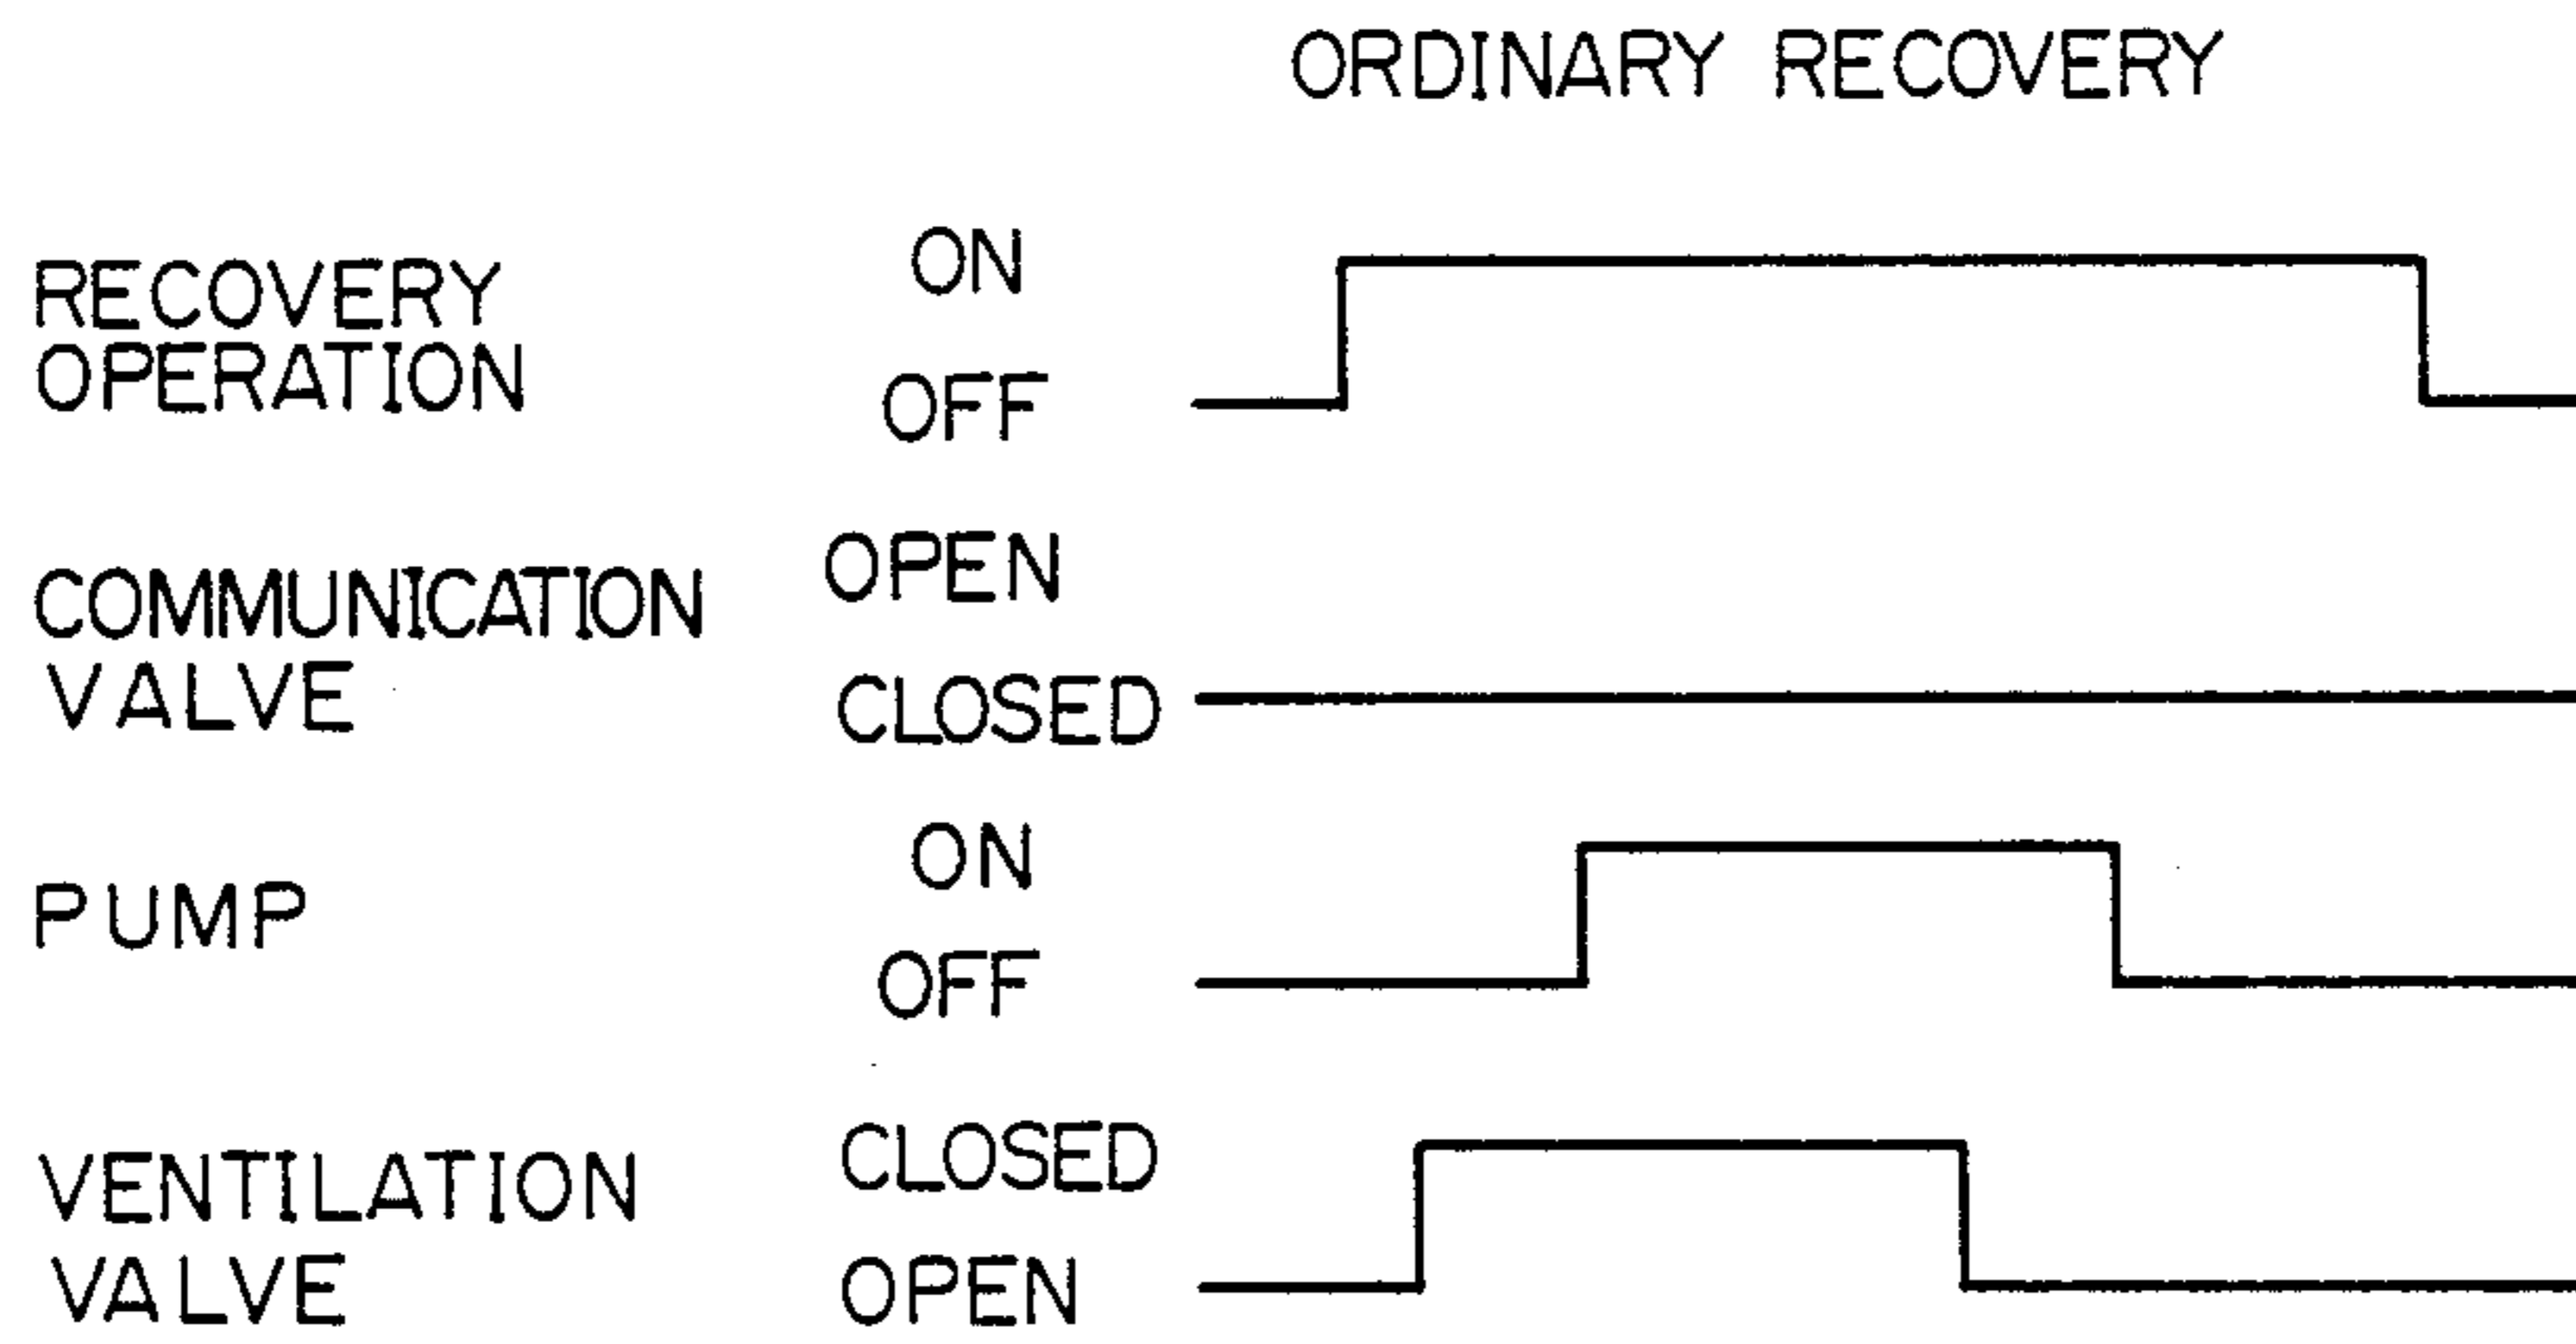 ORDINARY RECOVERY
RECOVERY
OPERATION
ON
OFF
COMMUNICATION
VALVE
OPEN
CLOSED
PUMP
ON
OFF
VENTILATION
VALVE
CLOSED
OPEN